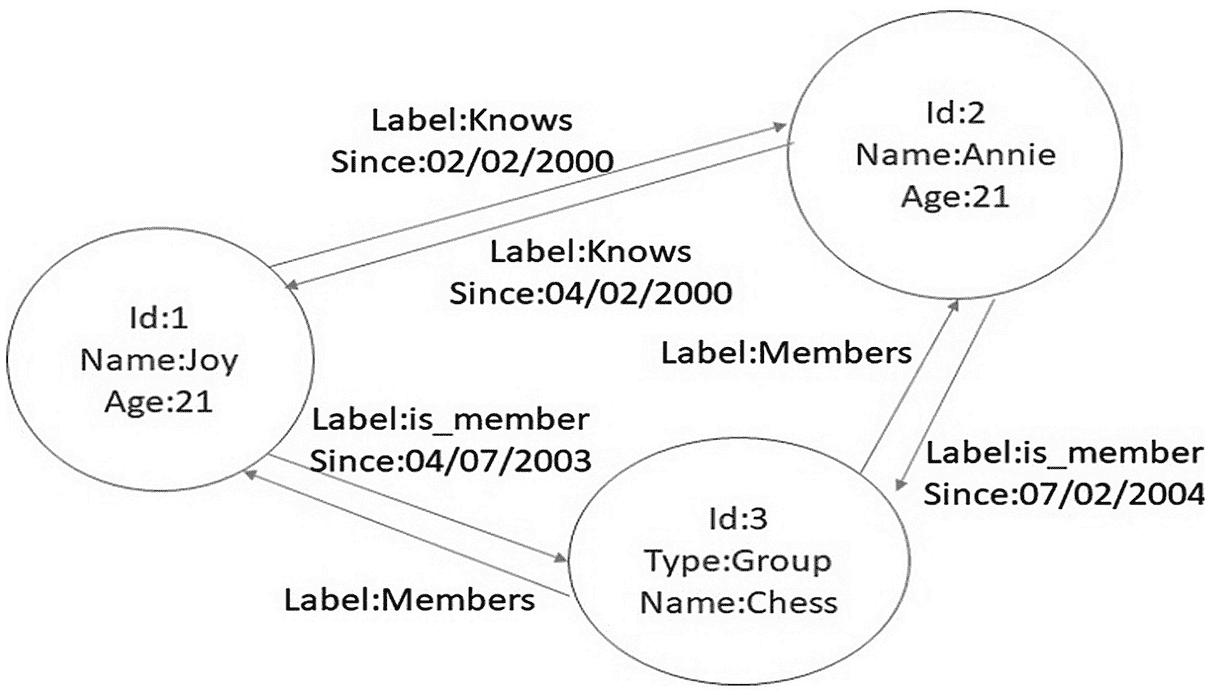 Label:Knows
Since:02/02/2000
Id:2
Name:Annie
Age:21
Label:Knows
Since:04/02/2000
Id:1
Name:Joy
Age:21
Label:Members
Label:is_member
Since:04/07/2003
Label:is_member
Since:07/02/2004
Id:3
Type:Group
Name:Chess
Label:Members